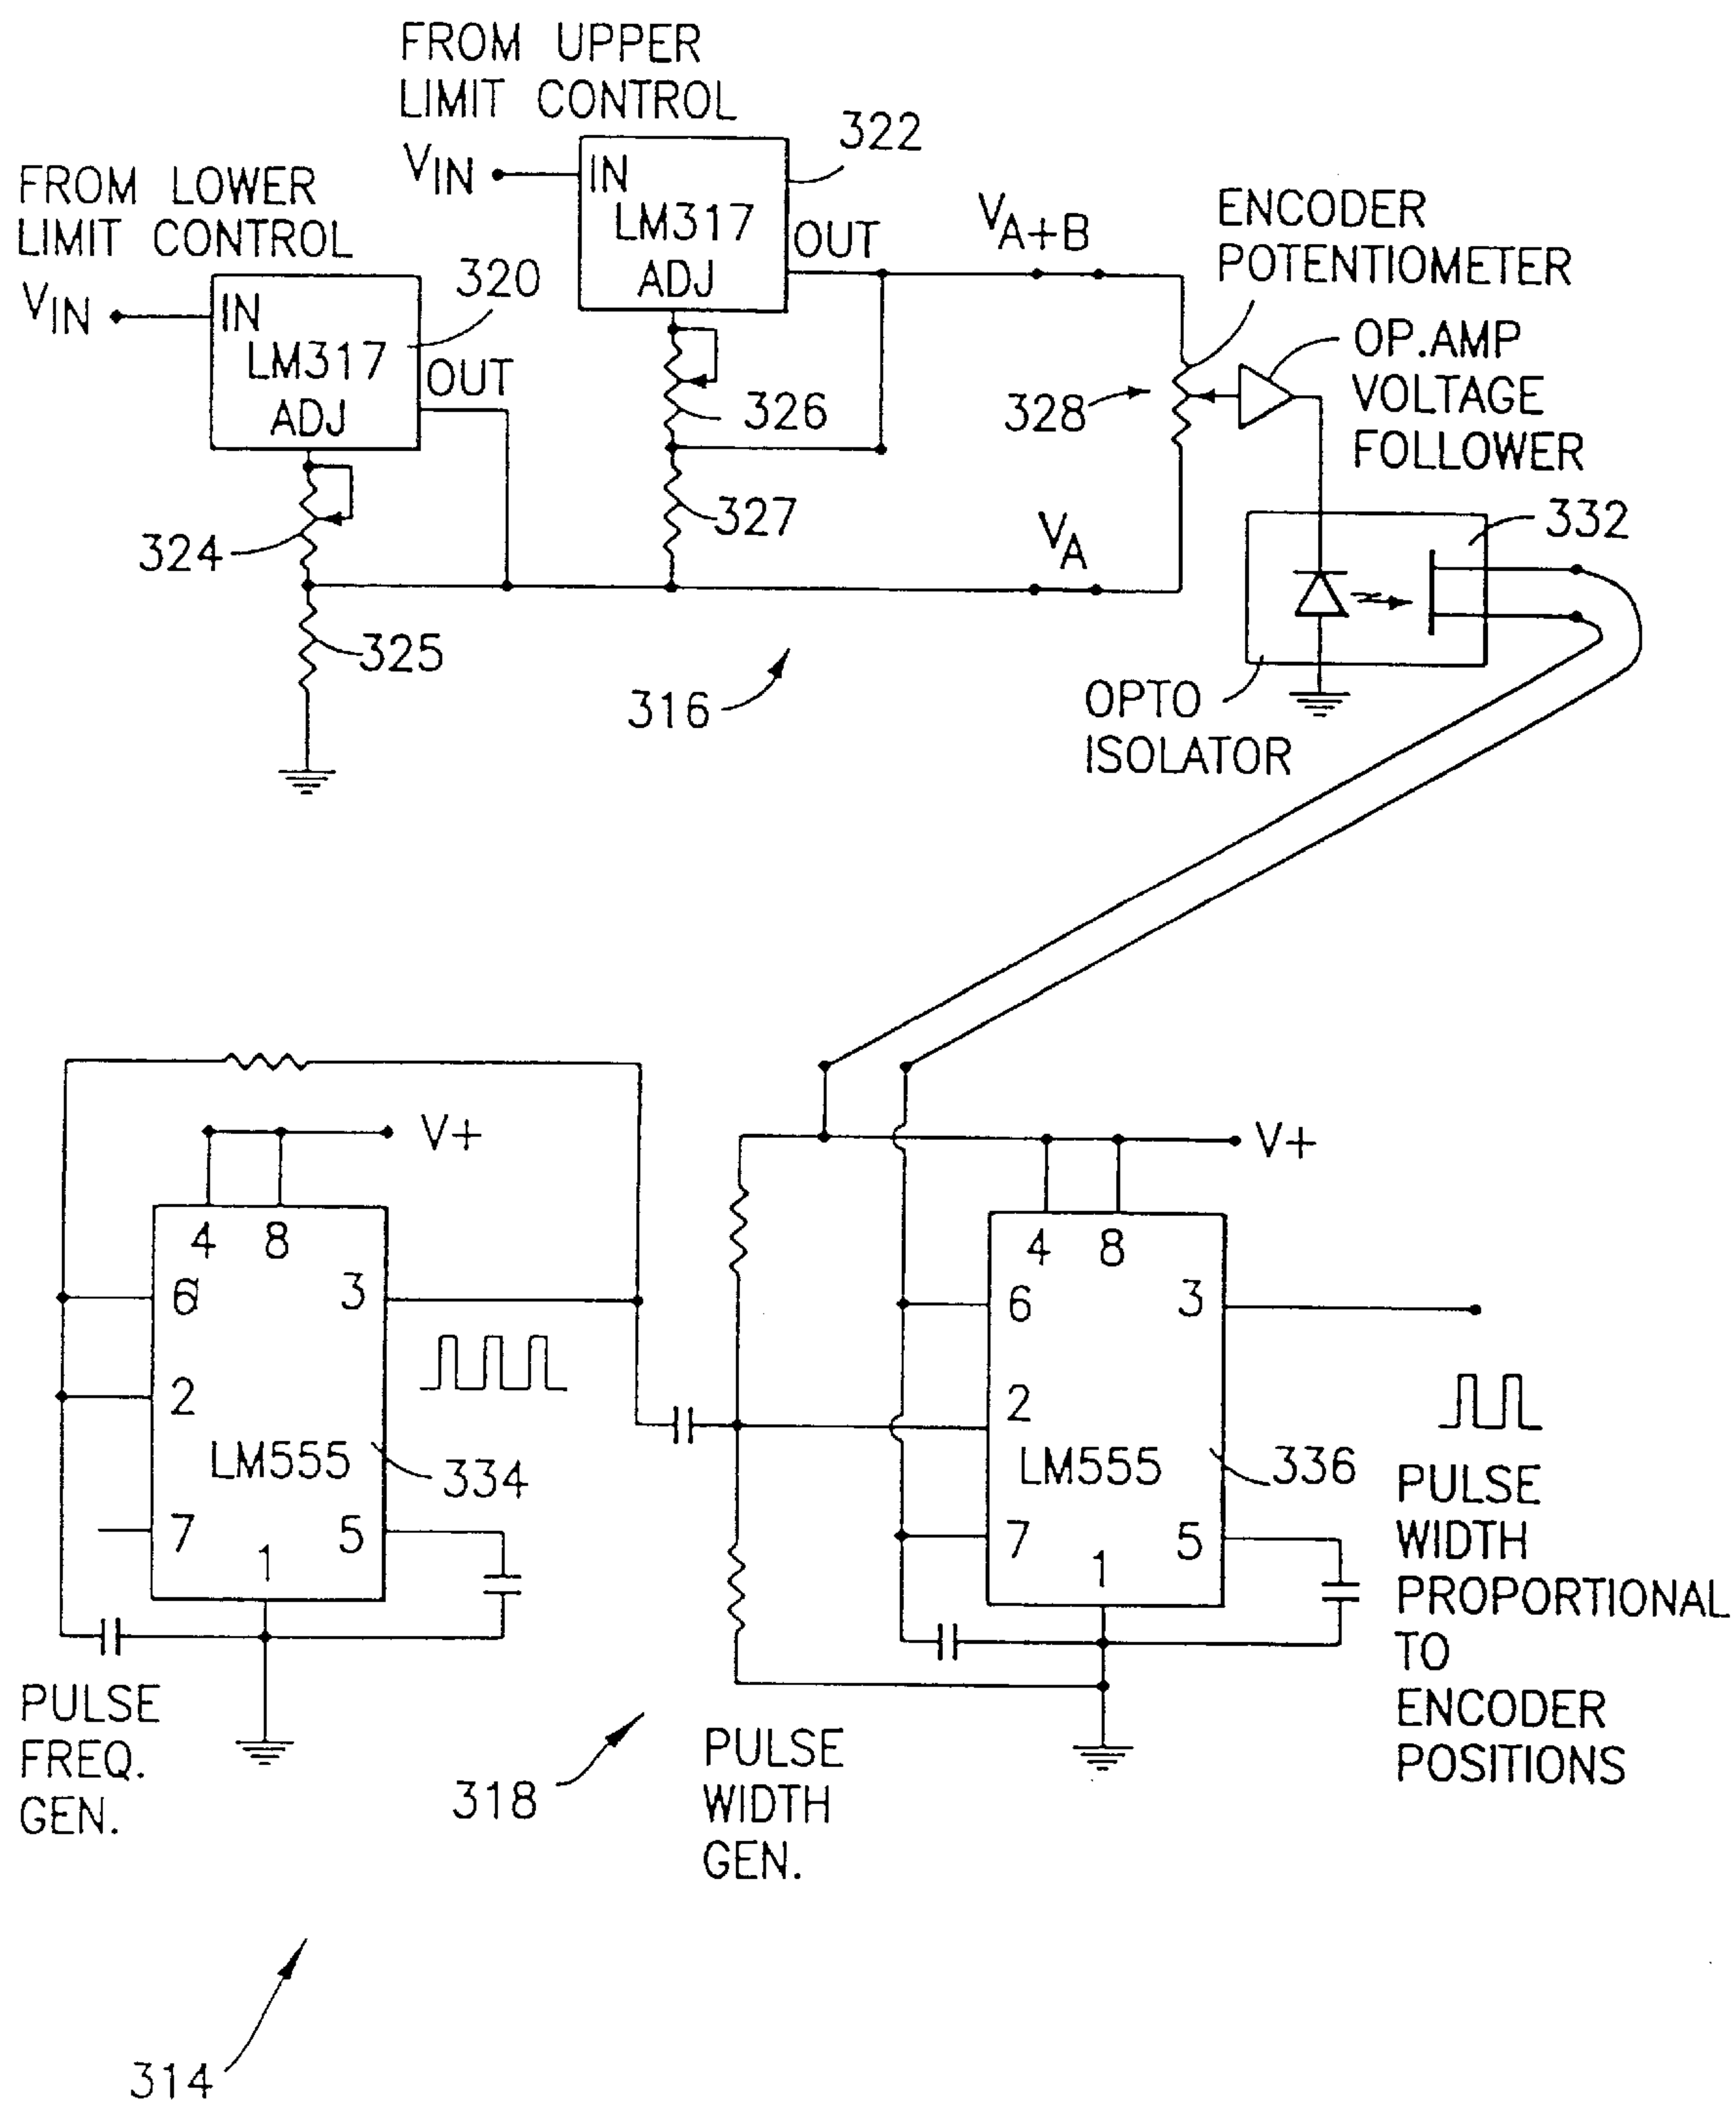 FROM UPPER
LIMIT CONTROL
322
VIN
IN
LM317
ADJ
OUT
VA+B
ENCODER
POTENTIOMETER
FROM LOWER
LIMIT CONTROL
320
VIN
IN
LM317
ADJ
OUT
326
328
OP.AMP
VOLTAGE
FOLLOWER
324
327
VA
332
325
316
OPTO
ISOLATOR
V+
V+
4 8
6 3
2
LM555
334
7 5
1
4 8
6 3
2
LM555
336
7 5
1
PULSE
WIDTH
PROPORTIONAL
TO
ENCODER
POSITIONS
PULSE
FREQ.
GEN.
318
PULSE
WIDTH
GEN.
314